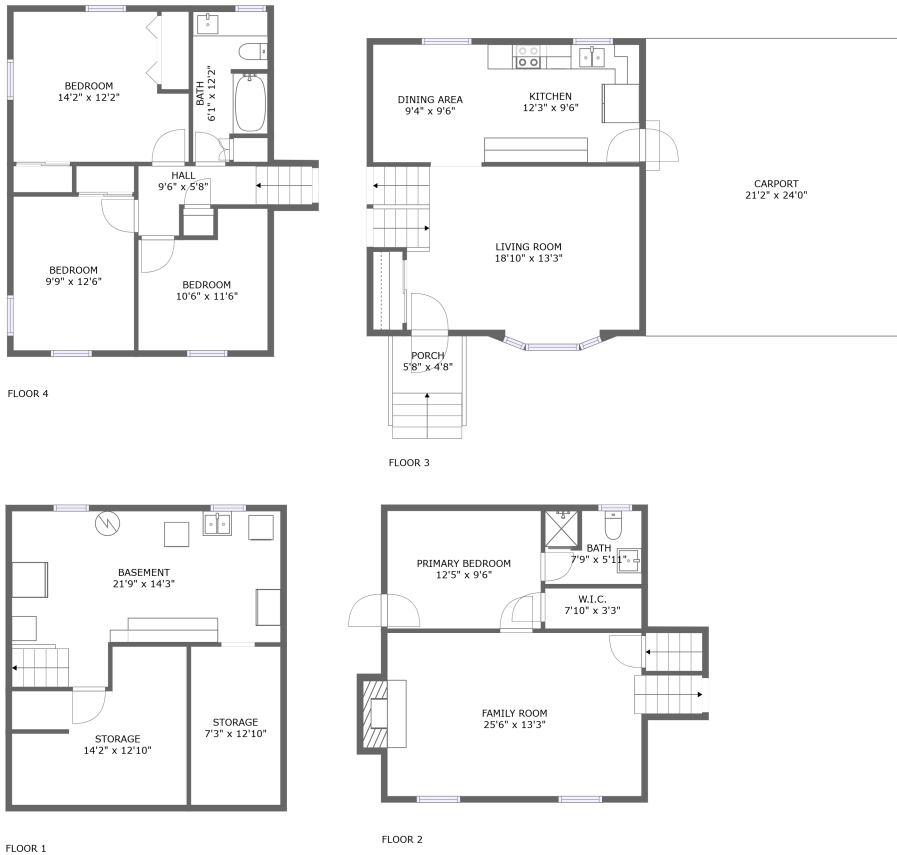 BEDROOM
14'2" x 12'2"
BATH
6'1" x 12'2"
HALL
9'6" x 5'8"
BEDROOM
9'9" x 12'6"
BEDROOM
10'6" x 11'6"
FLOOR 4
DINING AREA
9'4" x 9'6"
KITCHEN
12'3" x 9'6"
CARPORT
21'2" x 24'0"
LIVING ROOM
18'10" x 13'3"
PORCH
5'8" x 4'8"
FLOOR 3
BASEMENT
21'9" x 14'3"
STORAGE
14'2" x 12'10"
STORAGE
7'3" x 12'10"
FLOOR 1
PRIMARY BEDROOM
12'5" x 9'6"
BATH
7'9" x 5'11"
W.I.C.
7'10" x 3'3"
FAMILY ROOM
25'6" x 13'3"
FLOOR 2